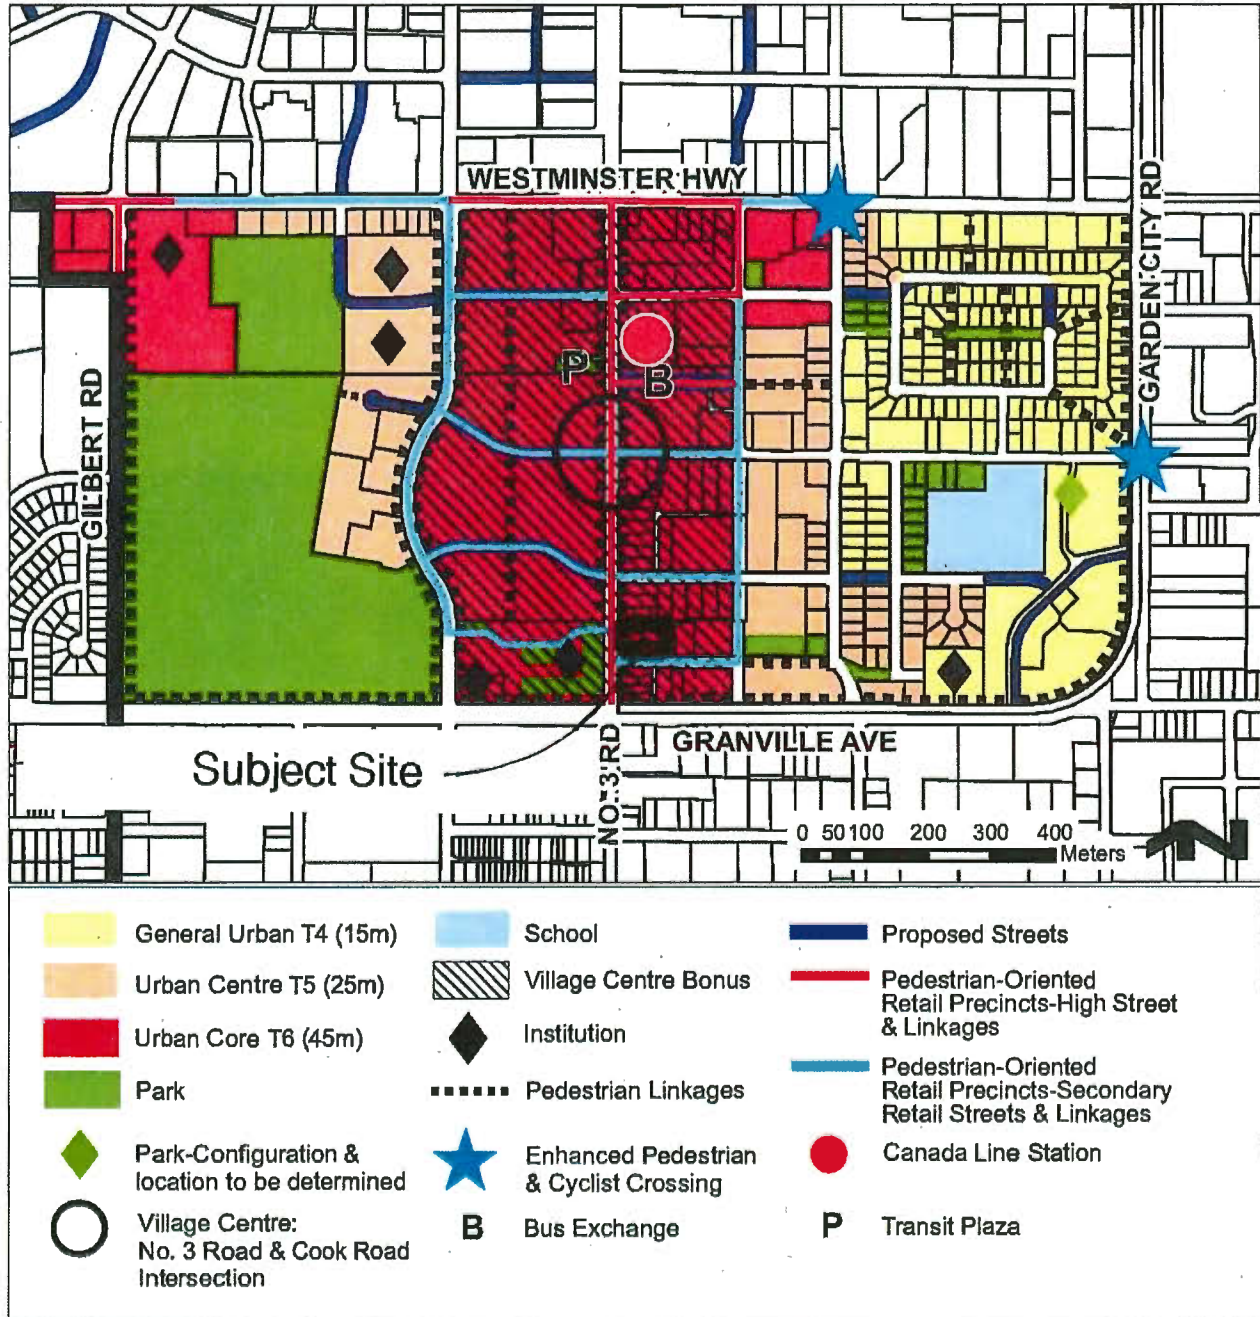 WESTMINSTER HWY
GARDEN CITY RD
GILBERT RD
P
B
Subject Site
NO. 3 RD
GRANVILLE AVE
0 50 100 200 300 400
Meters
General Urban T4 (15m)
Urban Centre T5 (25m)
Urban Core T6 (45m)
Park
Park-Configuration &
location to be determined
Village Centre:
No. 3 Road & Cook Road
Intersection
School
Village Centre Bonus
Institution
Pedestrian Linkages
Enhanced Pedestrian
& Cyclist Crossing
B Bus Exchange
Proposed Streets
Pedestrian-Oriented
Retail Precincts-High Street
& Linkages
Pedestrian-Oriented
Retail Precincts-Secondary
Retail Streets & Linkages
Canada Line Station
P Transit Plaza